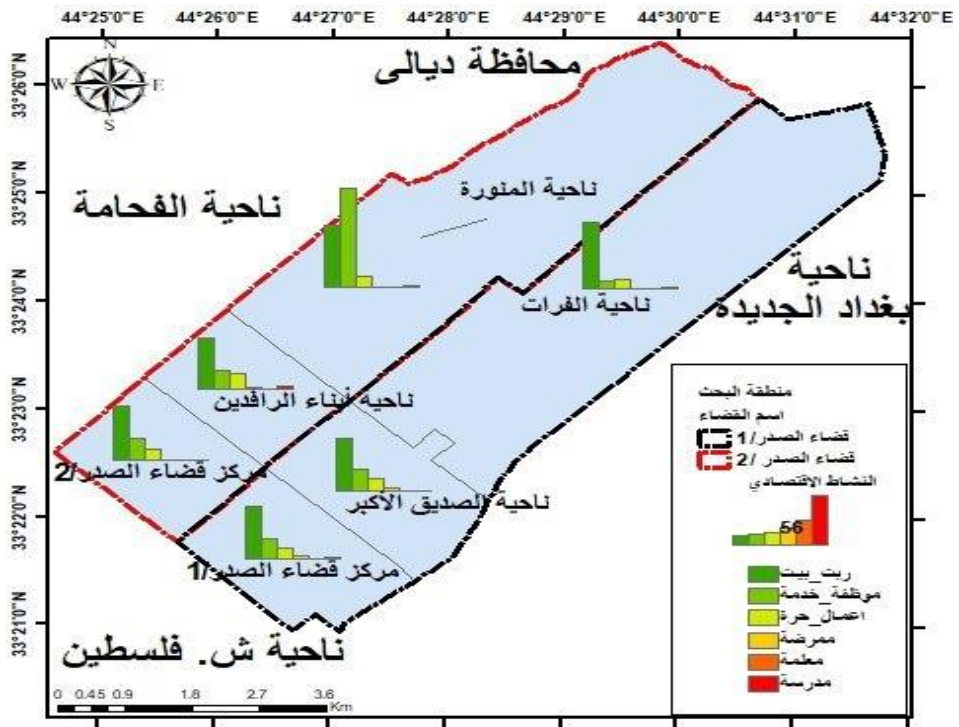 44°25'0"E 44°26'0"E 44°27'0"E 44°28'0"E 44°29'0"E 44°30'0"E 44°31'0"E 44°32'0"E
33°26'0"N
33°25'0"N
33°24'0"N
33°23'0"N
33°22'0"N
33°21'0"N
N
W E
S
محافظة ديالى
ناحية المنورة
ناحية الفحامة
ناحية
بغداد الجديدة
ناحية الفرات
ناحية أبناء الرافدين
مركز قضاء الصدر/2
ناحية الصديق الاكبر
مركز قضاء الصدر/1
ناحية ش. فلسطين
0 0.45 0.9 1.8 2.7 3.6
Km
منطقة البحث
اسم القضاء
قضاء الصدر/1
قضاء الصدر /2
النشاط الاقتصادي
56
ربت_بيت
موظفة_خدمة
اعمال_حرة
ممرضة
معلمة
مدرسة